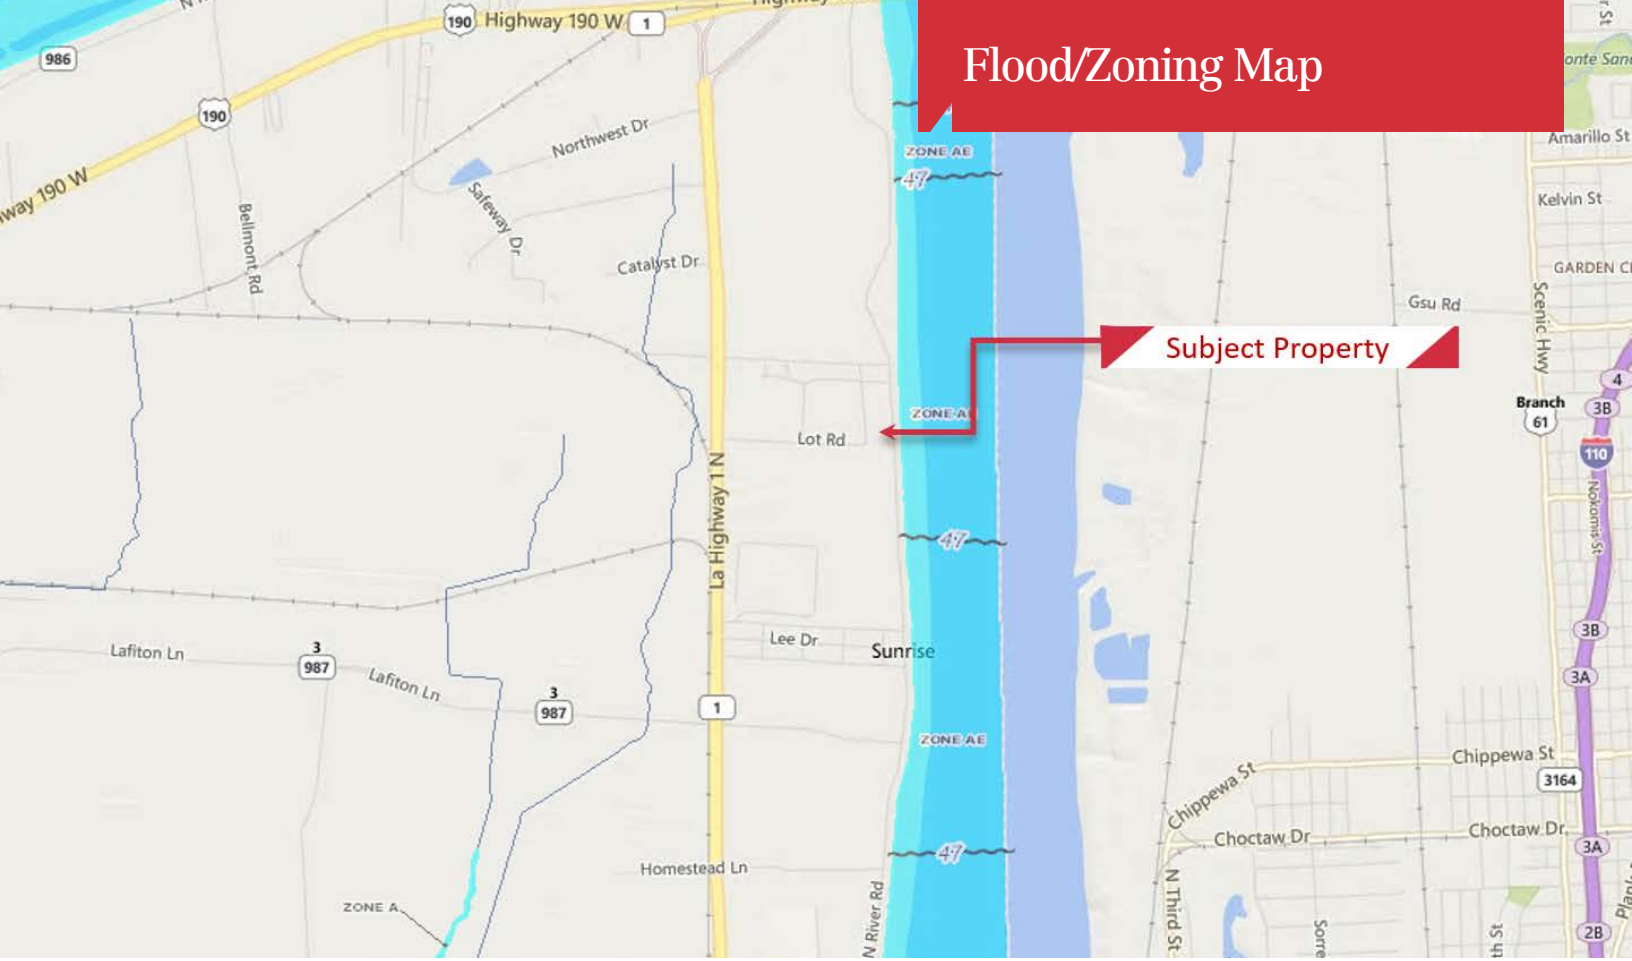 Flood/Zoning Map
190
Highway 190 W
1
986
190
Northwest Dr
ZONE AE
47
Amarillo St
Kelvin St
Safeway Dr
Bellmont Rd
Catalyst Dr
GARDEN
Gsu Rd
Scenic Hwy
Subject Property
4
3B
Branch
61
110
Lot Rd
La Highway 1 N
Nokomis St
47
3B
Lee Dr
Sunrise
Lafiton Ln
3
987
Lafiton Ln
3
987
3A
1
ZONE AE
Chippewa St
3164
Chippewa St
Choctaw Dr
Choctaw Dr
3A
47
Homestead Ln
ZONE A
N River Rd
N Third St
2B